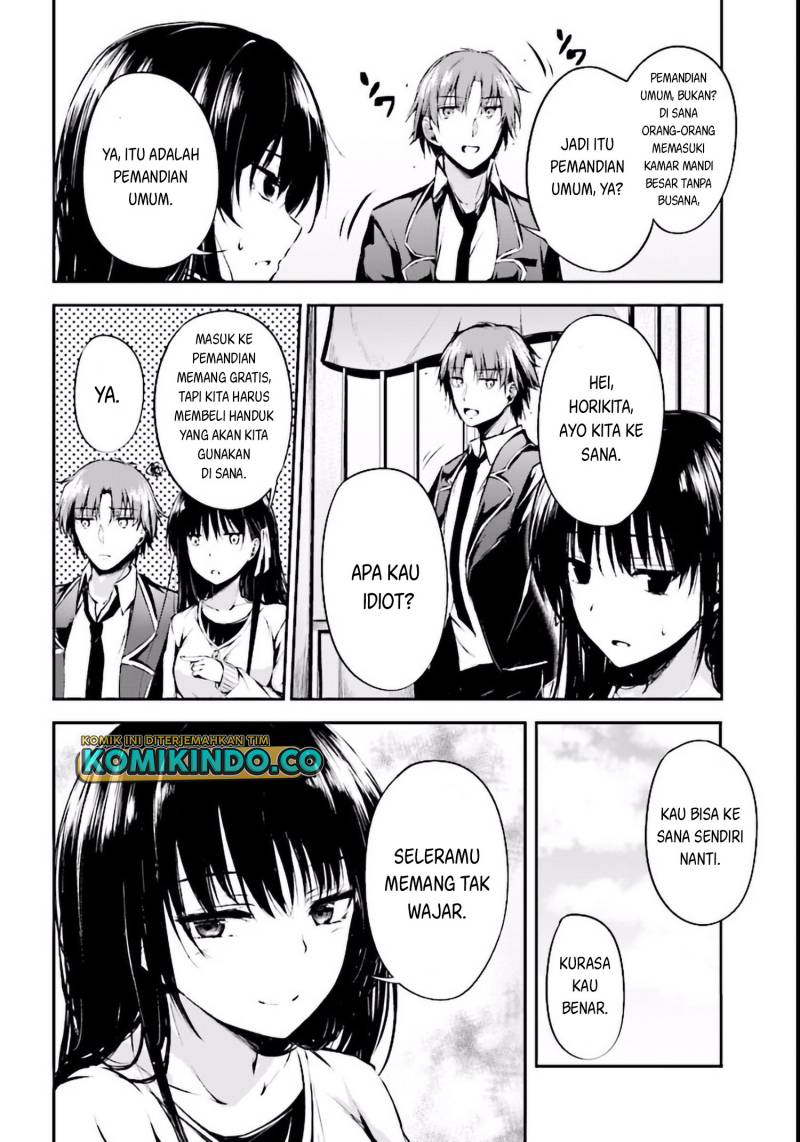 PEMANDIAN
UMUM, BUKAN?
DI SANA
ORANG-ORANG
MEMASUKI
KAMAR MANDI
BESAR TANPA
BUSANA,
JADI ITU
PEMANDIAN
UMUM, YA?
YA, ITU ADALAH
PEMANDIAN
UMUM.
HEI,
HORIKITA,
AYO KITA KE
SANA.
APA KAU
IDIOT?
MASUK KE
PEMANDIAN
MEMANG GRATIS,
TAPI KITA HARUS
MEMBELI HANDUK
YANG AKAN KITA
GUNAKAN
DI SANA.
YA.
KAU BISA KE
SANA SENDIRI
NANTI.
KURASA
KAU
BENAR.
SELERAMU
MEMANG TAK
WAJAR.
KOMIK INI DITERJEMAHKAN TIM
KOMIKINDO.CO